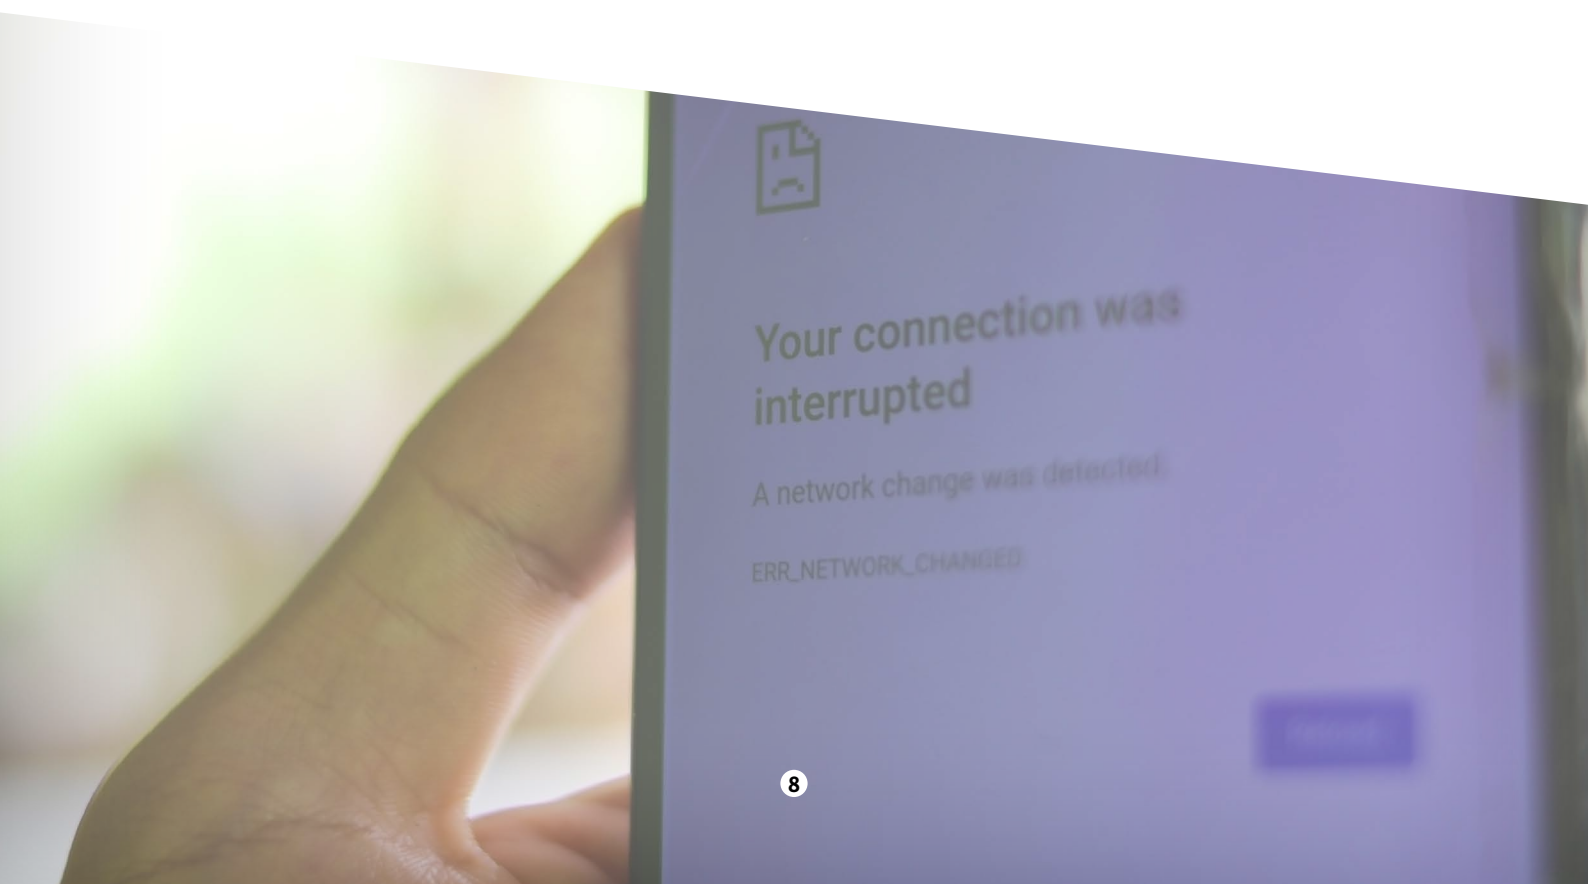 Your connection was
interrupted
A network change was detected.
ERR_NETWORK_CHANGED
8